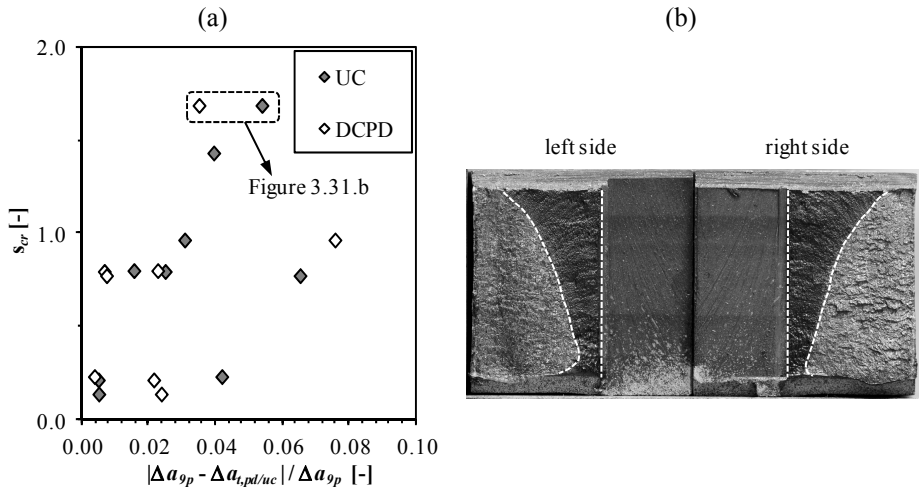 (a)
(b)
2.0
1.0
0.0
s_cr [-]
UC
DCPD
Figure 3.31.b
0.00 0.02 0.04 0.06 0.08 0.10
|Δa_9p - Δa_t,pd/uc| / Δa_9p [-]
left side
right side